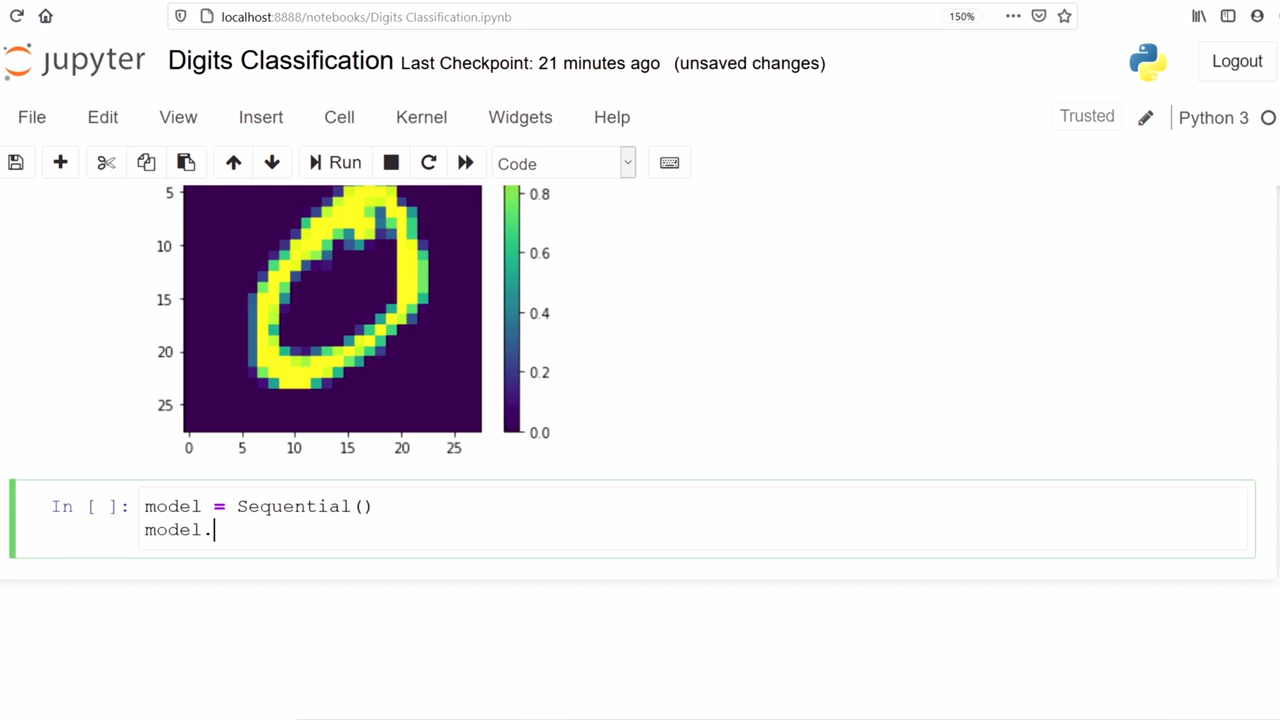 localhost:8888/notebooks/Digits Classification.ipynb 150%
jupyter Digits Classification Last Checkpoint: 21 minutes ago (unsaved changes) Logout
File Edit View Insert Cell Kernel Widgets Help Trusted Python 3
Run Code
5
10
15
20
25
0 5 10 15 20 25
0.8
0.6
0.4
0.2
0.0
In [ ]: model = Sequential()
model.